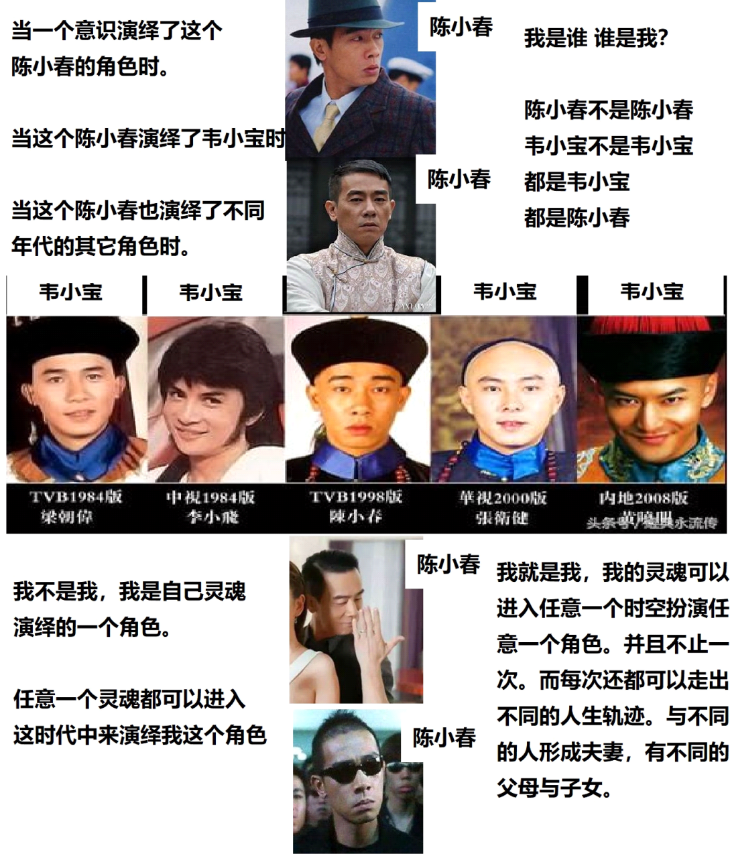 当一个意识演绎了这个
陈小春的角色时。
当这个陈小春演绎了韦小宝时
当这个陈小春也演绎了不同
年代的其它角色时。
陈小春
陈小春
我是谁 谁是我？
陈小春不是陈小春
韦小宝不是韦小宝
都是韦小宝
都是陈小春
韦小宝
韦小宝
韦小宝
韦小宝
TVB1984版
梁朝偉
中視1984版
李小飛
TVB1998版
陳小春
華視2000版
張衛健
内地2008版
黃曉明
头条号
永流传
我不是我，我是自己灵魂
演绎的一个角色。
任意一个灵魂都可以进入
这时代中来演绎我这个角色
陈小春
陈小春
我就是我，我的灵魂可以
进入任意一个时空扮演任
意一个角色。并且不止一
次。而每次还都可以走出
不同的人生轨迹。与不同
的人形成夫妻，有不同的
父母与子女。